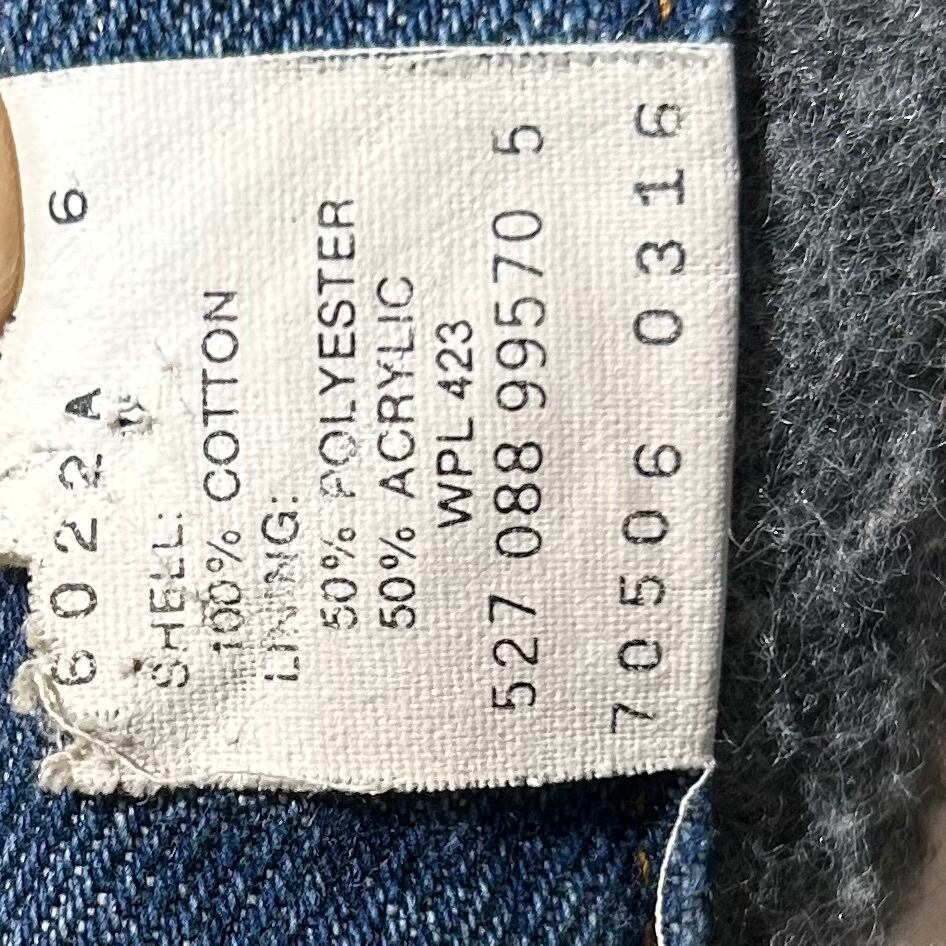 6022A 6
SHELL:
100% COTTON
LINING:
50% POLYESTER
50% ACRYLIC
WPL 423
527 088 99570 5
70506 0316